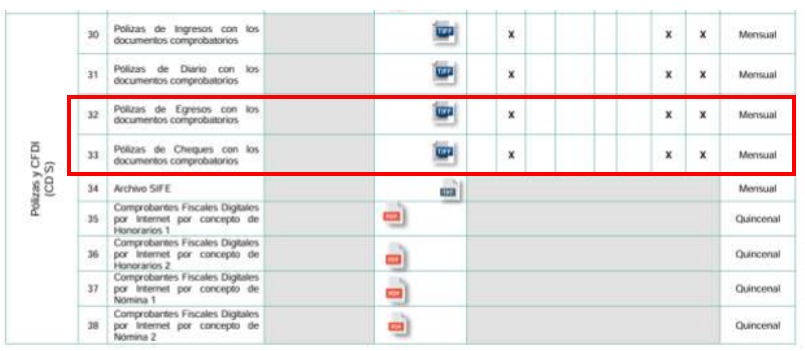 Pólizas y CFDI
(CD'S)
30 Pólizas de Ingresos con los
documentos comprobatorios
TIFF X X X Mensual
31 Pólizas de Diario con los
documentos comprobatorios
TIFF X X X Mensual
32 Pólizas de Egresos con los
documentos comprobatorios
TIFF X X X Mensual
33 Pólizas de Cheques con los
documentos comprobatorios
TIFF X X X Mensual
34 Archivo SIFE TXT Mensual
35 Comprobantes Fiscales Digitales
por Internet por concepto de
Honorarios 1
PDF Quincenal
36 Comprobantes Fiscales Digitales
por Internet por concepto de
Honorarios 2
PDF Quincenal
37 Comprobantes Fiscales Digitales
por Internet por concepto de
Nómina 1
PDF Quincenal
38 Comprobantes Fiscales Digitales
por Internet por concepto de
Nómina 2
PDF Quincenal